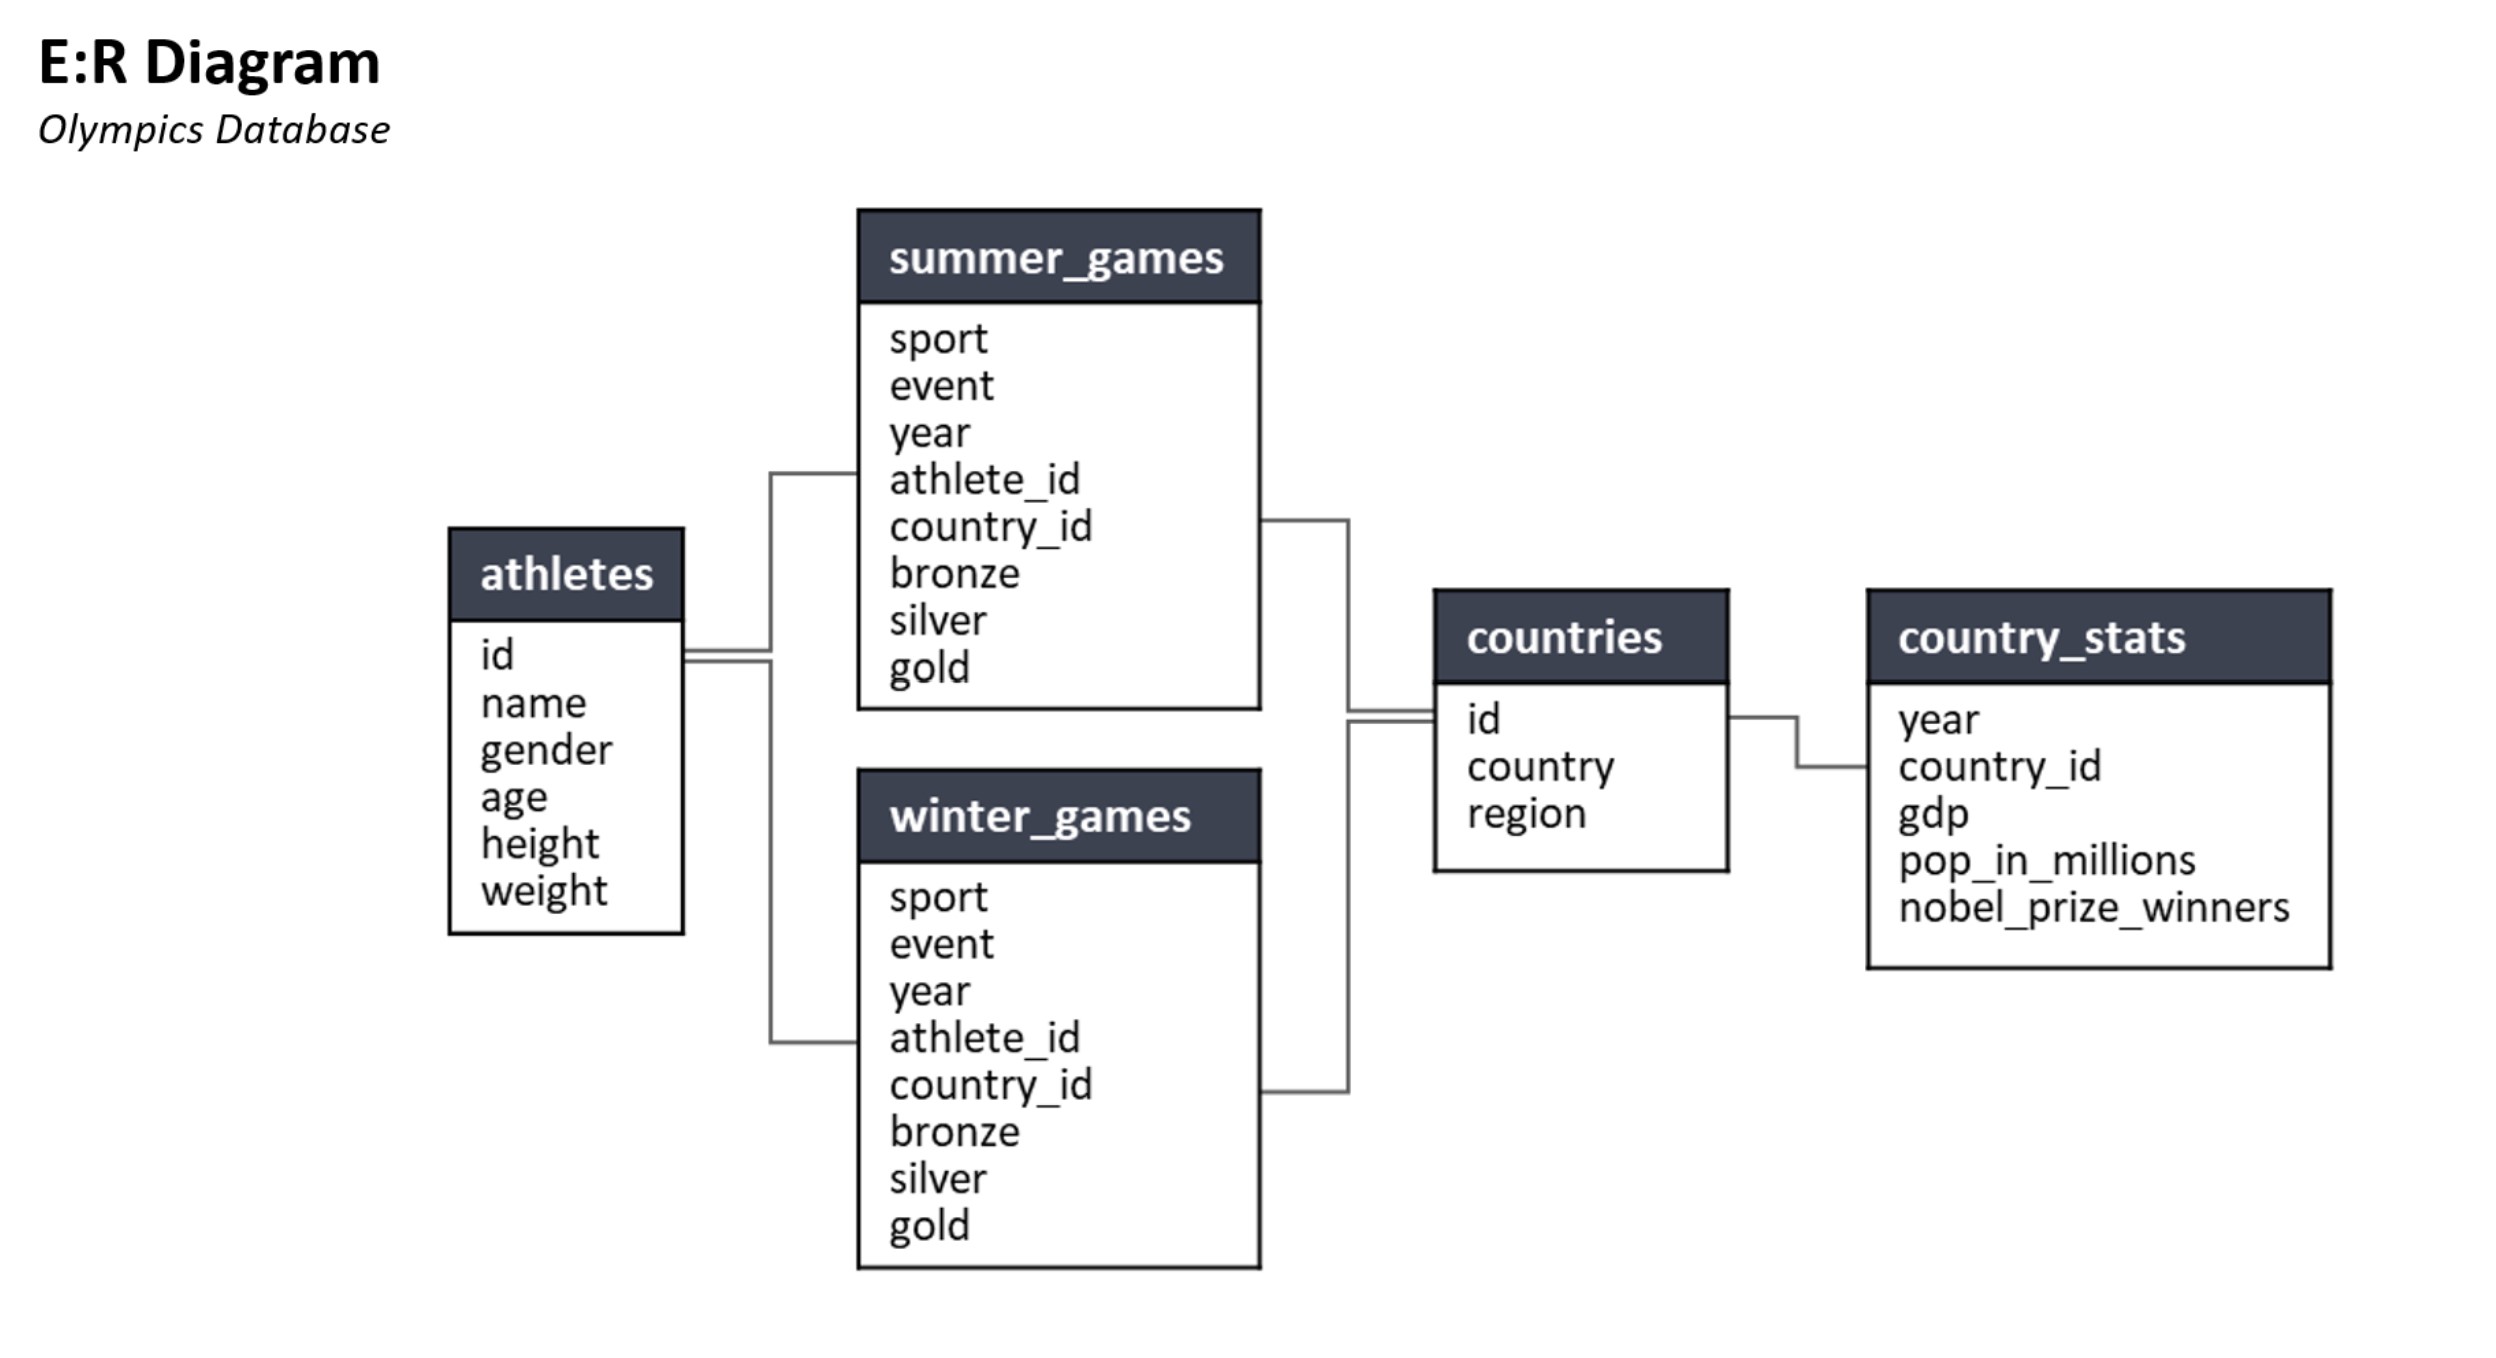 E:R Diagram
Olympics Database
athletes
id
name
gender
age
height
weight
summer_games
sport
event
year
athlete_id
country_id
bronze
silver
gold
winter_games
sport
event
year
athlete_id
country_id
bronze
silver
gold
countries
id
country
region
country_stats
year
country_id
gdp
pop_in_millions
nobel_prize_winners